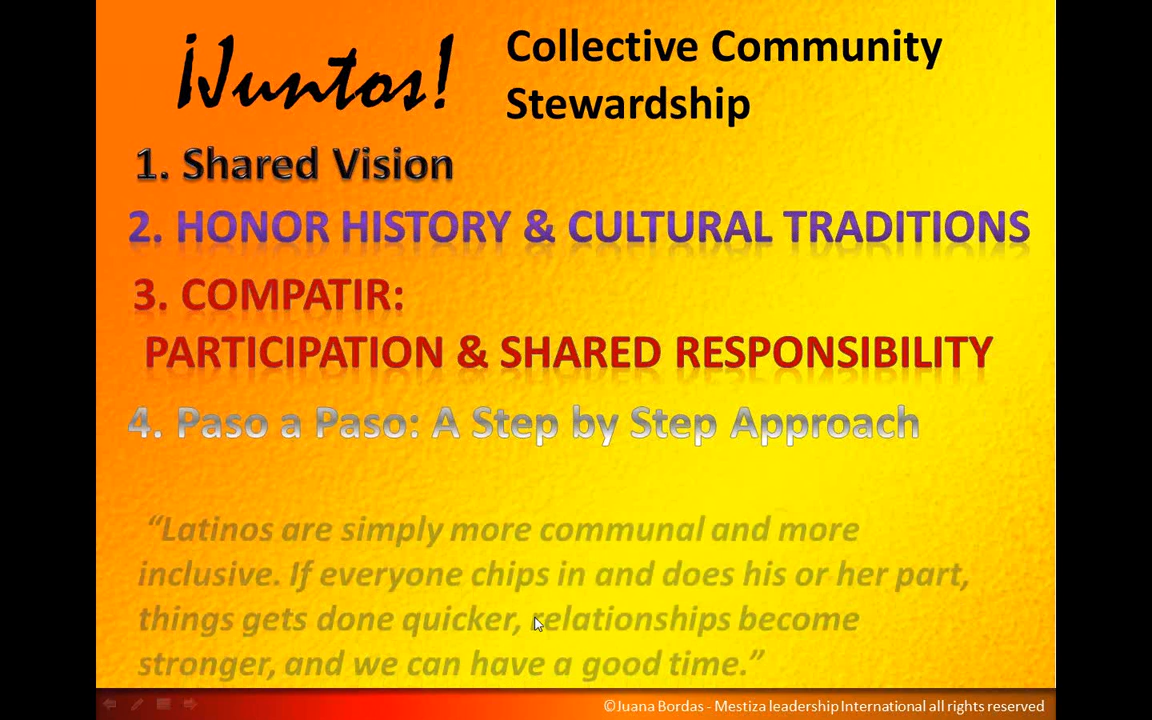 ¡Juntos!
Collective Community
Stewardship
1. Shared Vision
2. HONOR HISTORY & CULTURAL TRADITIONS
3. COMPATIR:
PARTICIPATION & SHARED RESPONSIBILITY
4. Paso a Paso: A Step by Step Approach
“Latinos are simply more communal and more
inclusive. If everyone chips in and does his or her part,
things gets done quicker, relationships become
stronger, and we can have a good time.”
©Juana Bordas - Mestiza leadership International all rights reserved